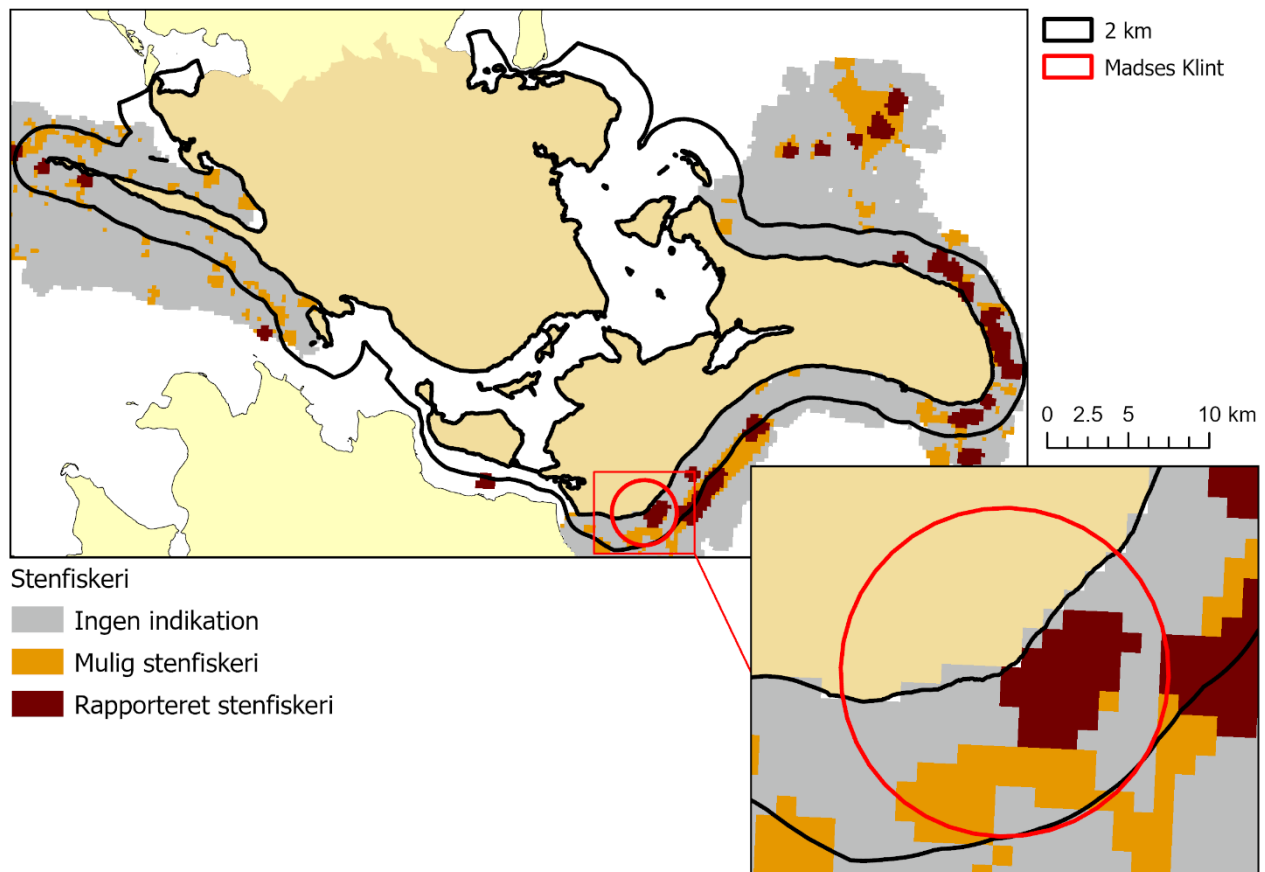 2 km
Madses Klint
0 2.5 5 10 km
Stenfiskeri
Ingen indikation
Mulig stenfiskeri
Rapporteret stenfiskeri